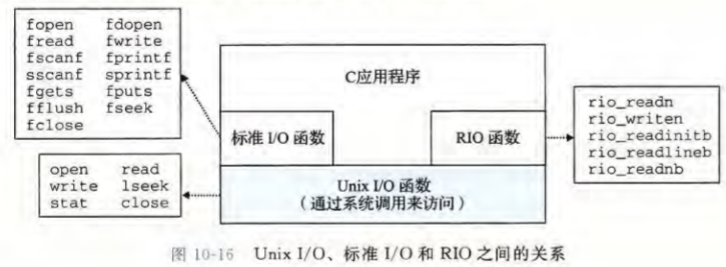 fopen fdopen
fread fwrite
fscanf fprintf
sscanf sprintf
fgets fputs
fflush fseek
fclose
C应用程序
标准 I/O 函数
RIO 函数
rio_readn
rio_writen
rio_readinitb
rio_readlineb
rio_readnb
open read
write lseek
stat close
Unix I/O 函数
（通过系统调用来访问）
图 10-16 Unix I/O、标准 I/O 和 RIO 之间的关系